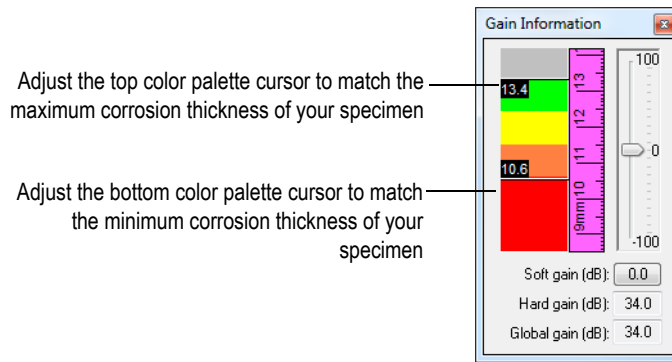 Gain Information
Adjust the top color palette cursor to match the
maximum corrosion thickness of your specimen
Adjust the bottom color palette cursor to match
the minimum corrosion thickness of your
specimen
13.4
10.6
13
12
11
10
9mm
100
0
-100
Soft gain (dB): 0.0
Hard gain (dB): 34.0
Global gain (dB): 34.0